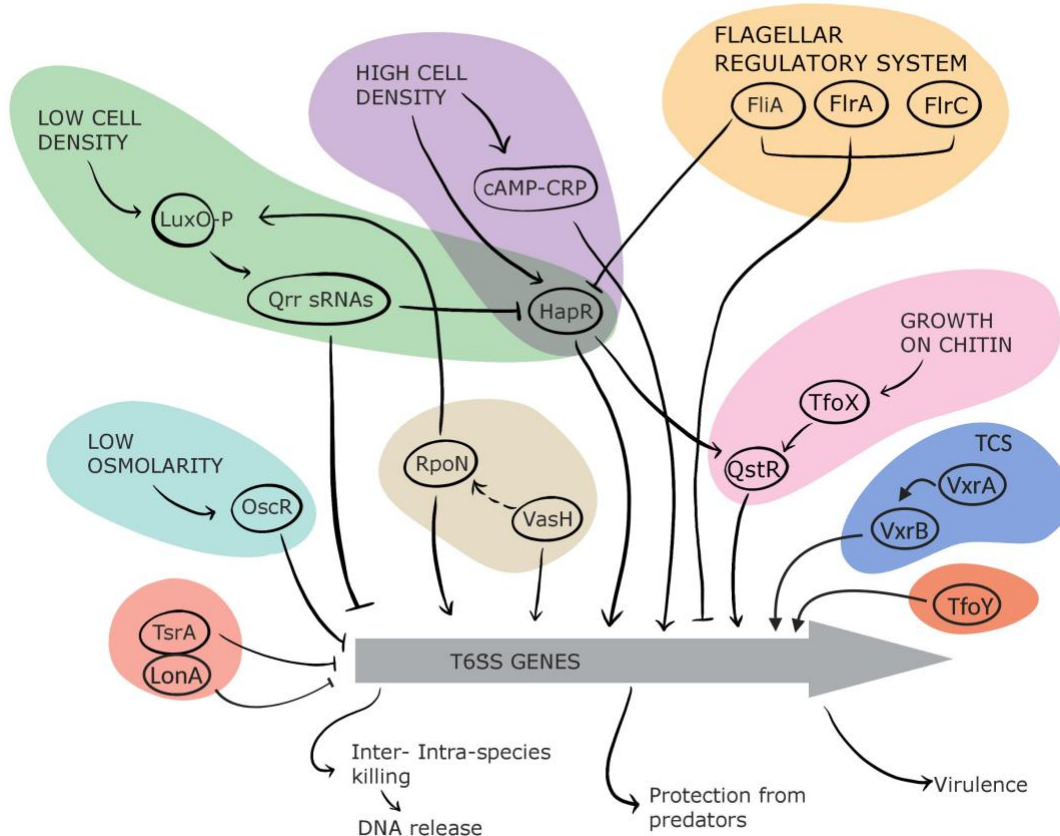 FLAGELLAR
REGULATORY SYSTEM
FliA
FlrA
FlrC
HIGH CELL
DENSITY
cAMP-CRP
LOW CELL
DENSITY
LuxO-P
Qrr sRNAs
HapR
GROWTH
ON CHITIN
TfoX
QstR
LOW
OSMOLARITY
OscR
RpoN
VasH
TCS
VxrA
VxrB
TfoY
TsrA
LonA
T6SS GENES
Inter- Intra-species
killing
DNA release
Protection from
predators
Virulence